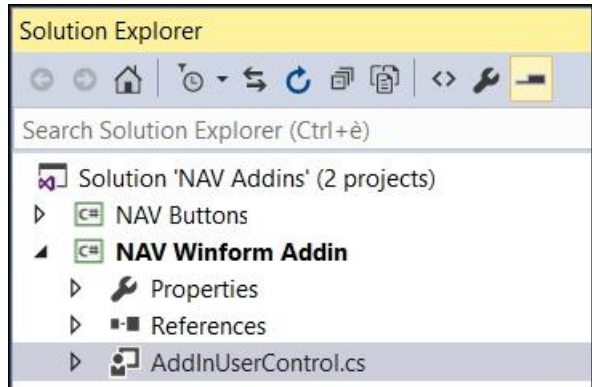 Solution Explorer
Search Solution Explorer (Ctrl+è)
Solution 'NAV Addins' (2 projects)
C# NAV Buttons
C# NAV Winform Addin
Properties
References
AddInUserControl.cs